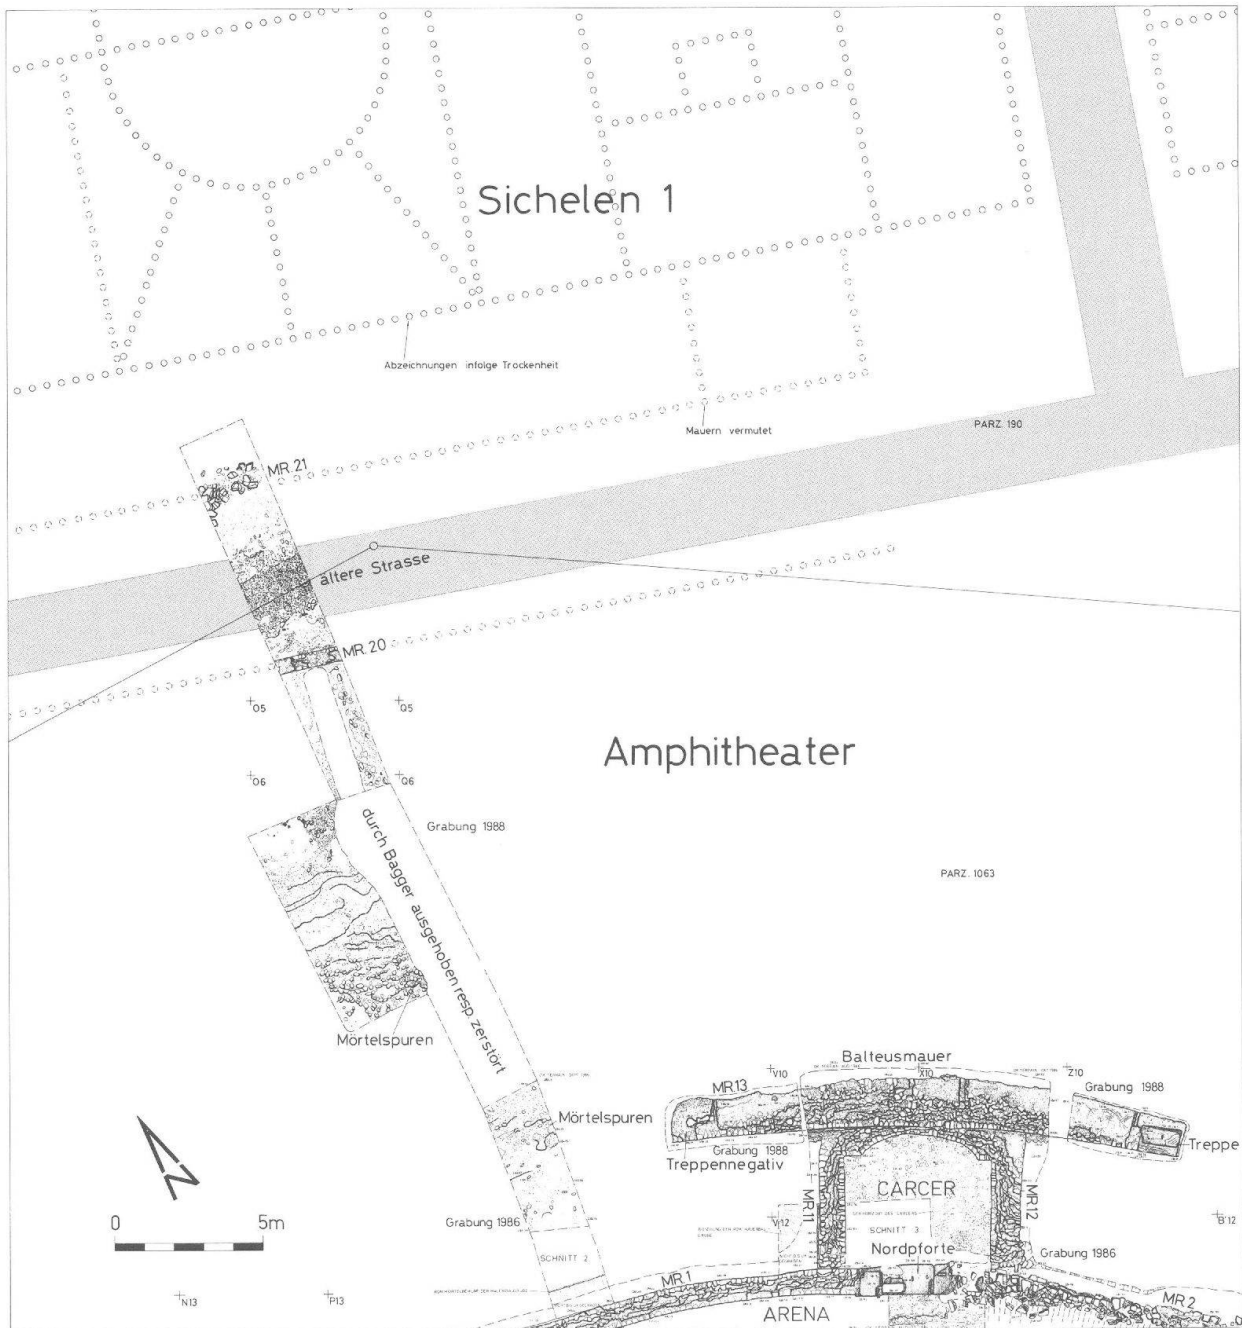 Sichelen 1
Abzeichnungen infolge Trockenheit
Mauern vermutet
PARZ. 190
MR. 21
ältere Strasse
MR. 20
O5
Q5
Amphitheater
O6
Q6
Grabung 1988
durch Bagger ausgehoben resp. zerstört
PARZ. 1063
Mörtelspuren
Balteusmauer
V10
X10
Z10
MR.13
Grabung 1988
Mörtelspuren
Grabung 1988
Treppennegativ
Treppe
CARCER
MR.11
MR.12
0
5m
Grabung 1986
V12
B'12
SCHNITT 3
Nordpforte
Grabung 1986
SCHNITT 2
MR.1
N13
P13
ARENA
MR.2